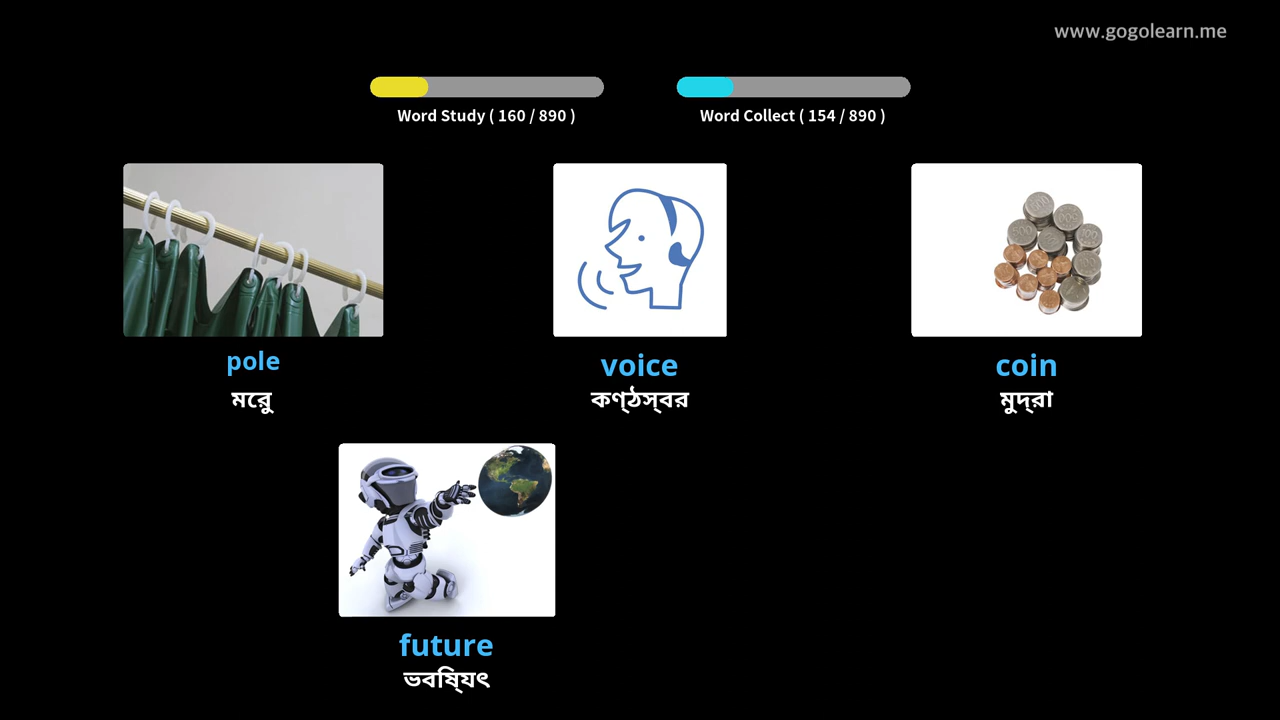 www.gogolearn.me
Word Study ( 160 / 890 )
Word Collect ( 154 / 890 )
pole
voice
coin
মেরু
কণ্ঠস্বর
মুদ্রা
future
ভবিষ্যৎ